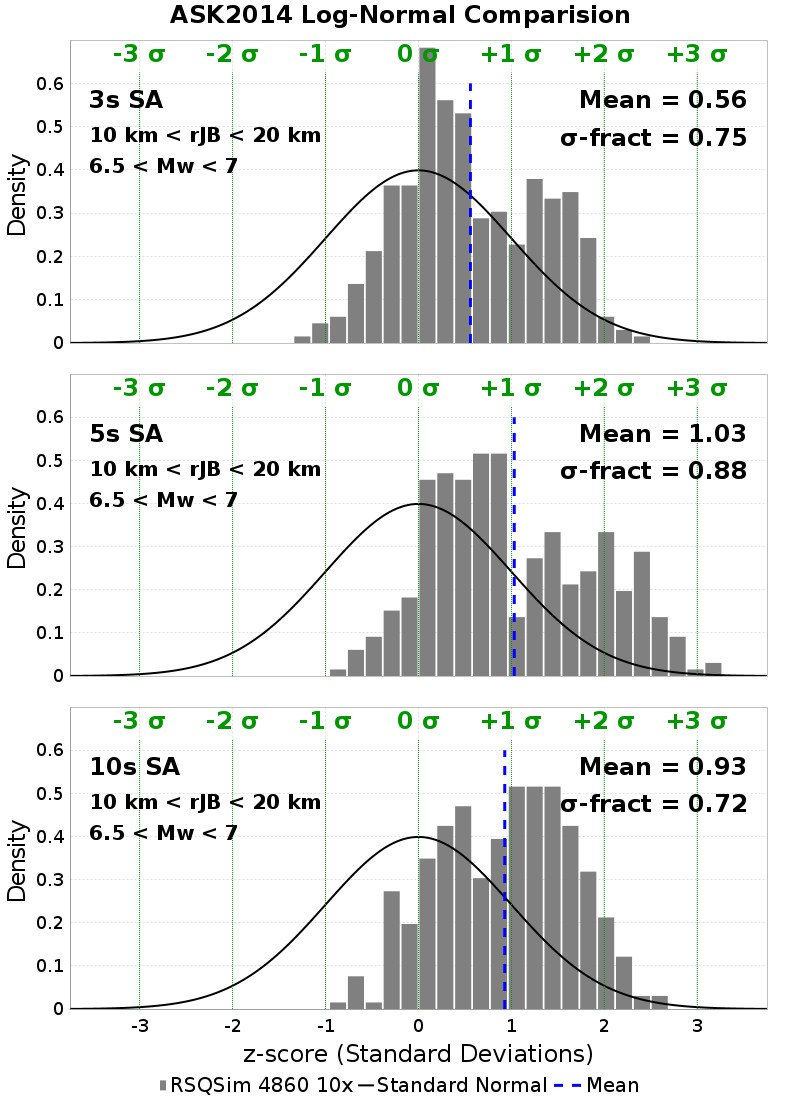 ASK2014 Log-Normal Comparision
-3 σ -2 σ -1 σ 0 σ +1 σ +2 σ +3 σ
3s SA
10 km < rJB < 20 km
6.5 < Mw < 7
Mean = 0.56
σ-fract = 0.75
Density
0.6
0.5
0.4
0.3
0.2
0.1
0
-3 σ -2 σ -1 σ 0 σ +1 σ +2 σ +3 σ
5s SA
10 km < rJB < 20 km
6.5 < Mw < 7
Mean = 1.03
σ-fract = 0.88
Density
0.6
0.5
0.4
0.3
0.2
0.1
0
-3 σ -2 σ -1 σ 0 σ +1 σ +2 σ +3 σ
10s SA
10 km < rJB < 20 km
6.5 < Mw < 7
Mean = 0.93
σ-fract = 0.72
Density
0.6
0.5
0.4
0.3
0.2
0.1
0
-3 -2 -1 0 1 2 3
z-score (Standard Deviations)
RSQSim 4860 10x Standard Normal Mean